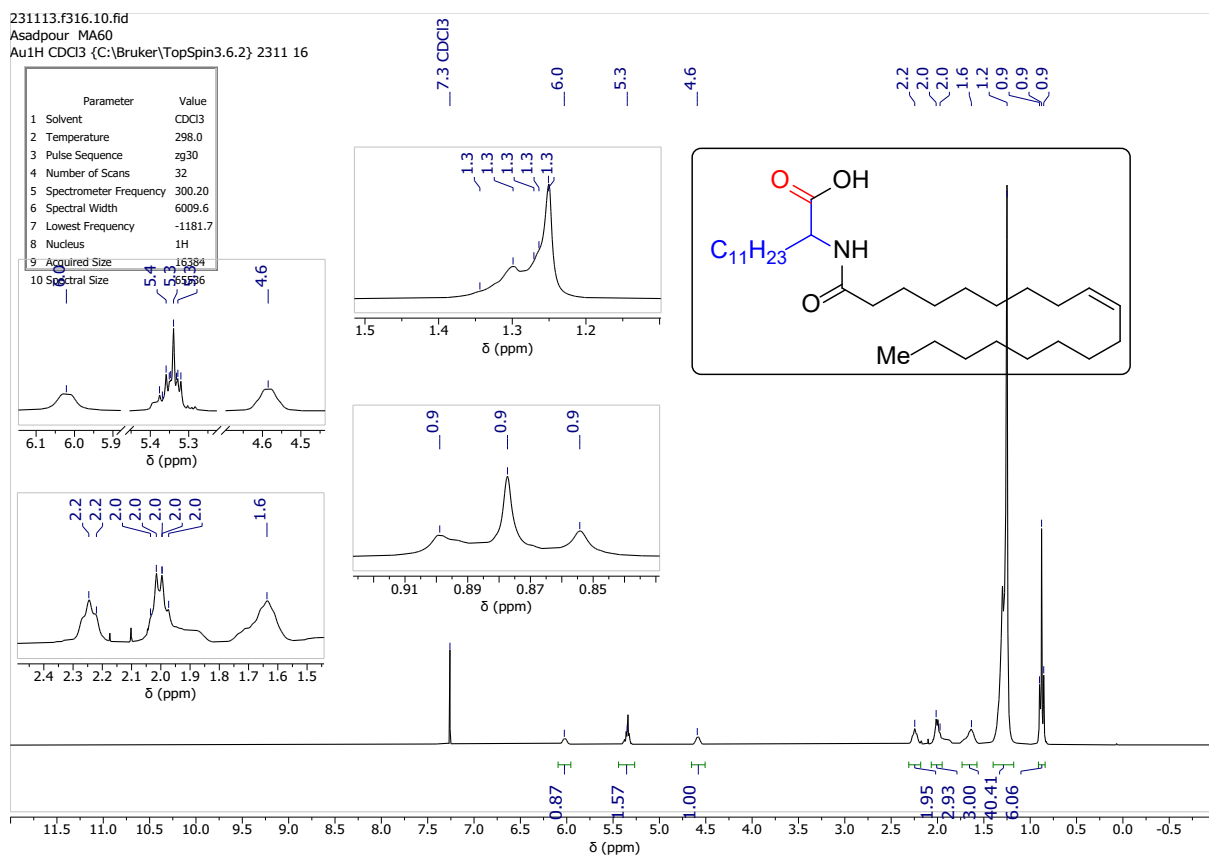 231113.f316.10.fid
Asadpour MA60
Au1H CDCl3 {C:\Bruker\TopSpin3.6.2} 2311 16
Parameter Value
1 Solvent CDCl3
2 Temperature 298.0
3 Pulse Sequence zg30
4 Number of Scans 32
5 Spectrometer Frequency 300.20
6 Spectral Width 6009.6
7 Lowest Frequency -1181.7
8 Nucleus 1H
9 Acquired Size 16384
10 Spectral Size 65536
7.3 CDCl3
6.0
5.3
4.6
2.2
2.0
2.0
1.6
1.2
0.9
0.9
0.9
6.0
5.4
5.3
5.3
4.6
6.1 6.0 5.9 5.4 5.3 4.6 4.5
δ (ppm)
1.3
1.3
1.3
1.3
1.3
1.5 1.4 1.3 1.2
δ (ppm)
O
OH
C11H23
NH
O
Me
2.2
2.2
2.0
2.0
2.0
2.0
2.0
1.6
2.4 2.3 2.2 2.1 2.0 1.9 1.8 1.7 1.6 1.5
δ (ppm)
0.9
0.9
0.9
0.91 0.89 0.87 0.85
δ (ppm)
0.87
1.57
1.00
1.95
2.93
3.00
40.41
6.06
11.5 11.0 10.5 10.0 9.5 9.0 8.5 8.0 7.5 7.0 6.5 6.0 5.5 5.0 4.5 4.0 3.5 3.0 2.5 2.0 1.5 1.0 0.5 0.0 -0.5
δ (ppm)